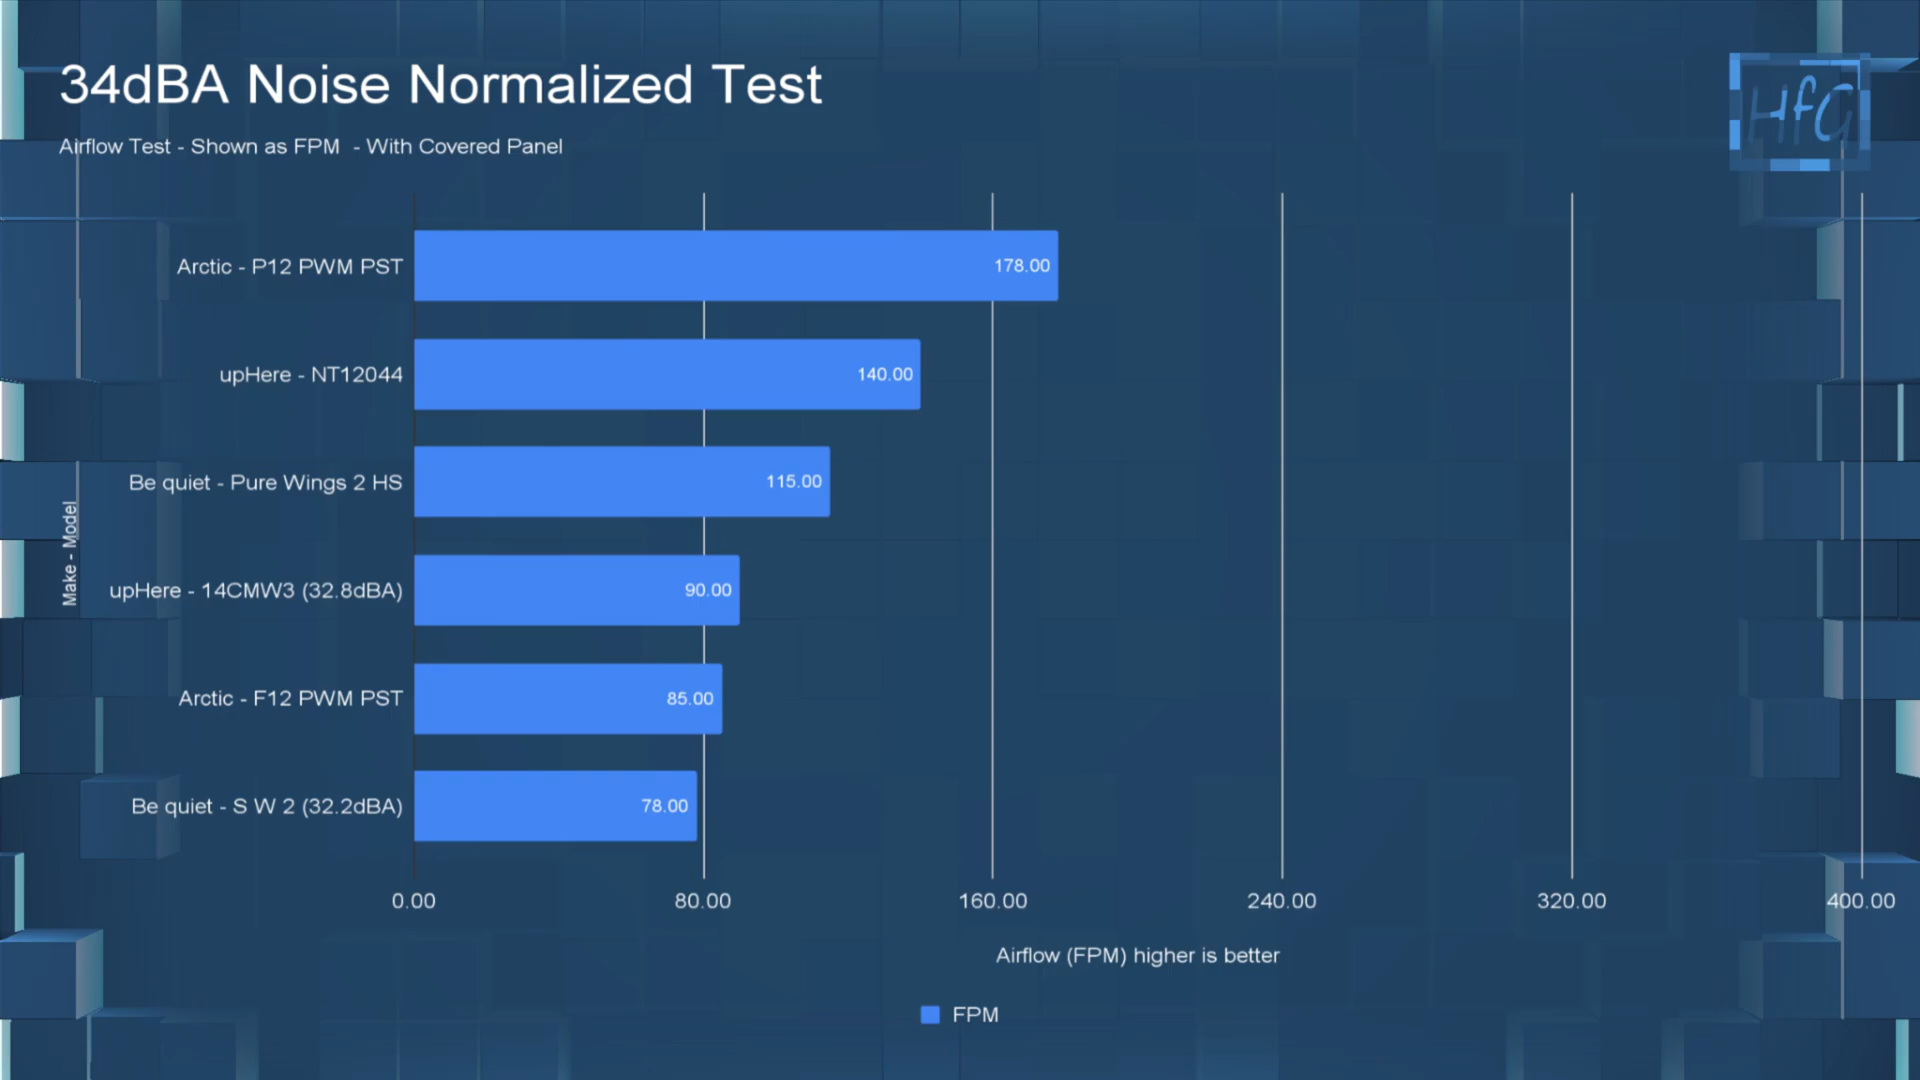 34dBA Noise Normalized Test
HfG
Airflow Test - Shown as FPM - With Covered Panel
Make - Model
Arctic - P12 PWM PST
178.00
upHere - NT12044
140.00
Be quiet - Pure Wings 2 HS
115.00
upHere - 14CMW3 (32.8dBA)
90.00
Arctic - F12 PWM PST
85.00
Be quiet - S W 2 (32.2dBA)
78.00
0.00 80.00 160.00 240.00 320.00 400.00
Airflow (FPM) higher is better
FPM